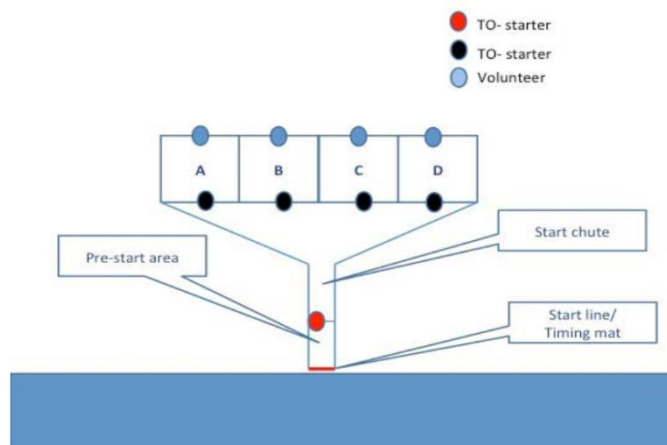 TO- starter
TO- starter
Volunteer
A
B
C
D
Pre-start area
Start chute
Start line/
Timing mat